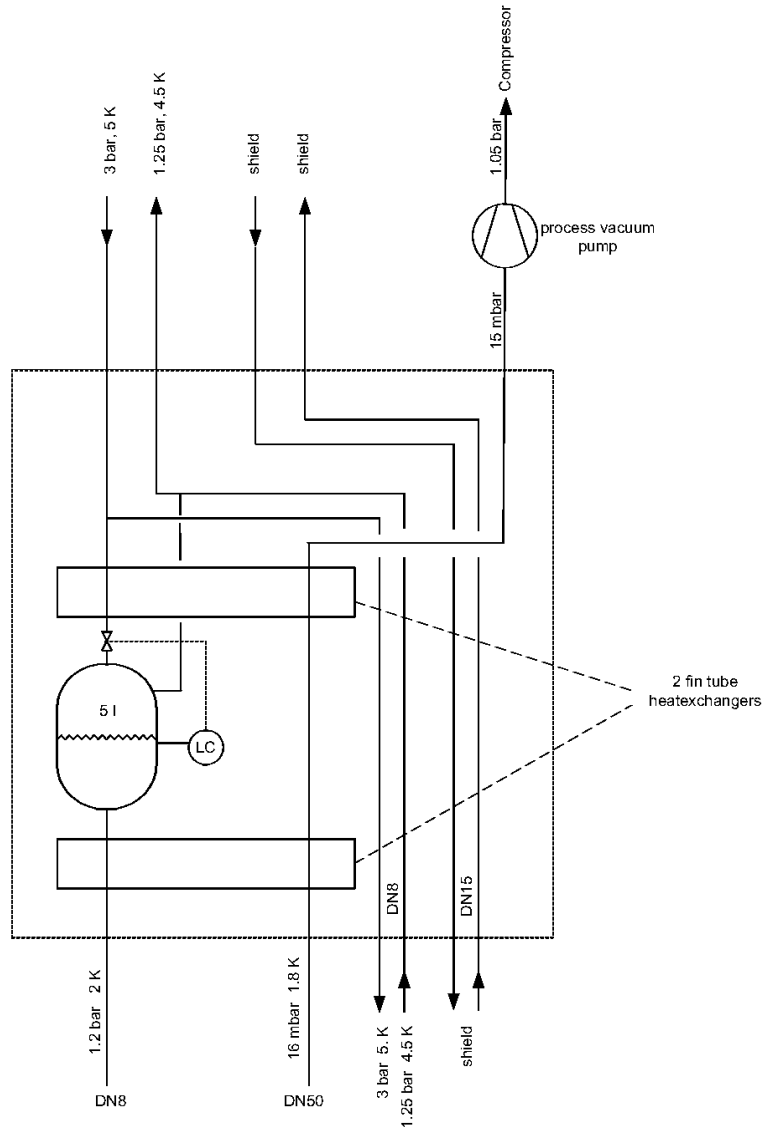 3 bar, 5 K
1.25 bar, 4.5 K
shield
shield
Compressor
1.05 bar
process vacuum
pump
15 mbar
5 l
LC
2 fin tube
heatexchangers
DN8
DN15
1.2 bar 2 K
16 mbar 1.8 K
3 bar 5. K
1.25 bar 4.5 K
shield
DN8
DN50